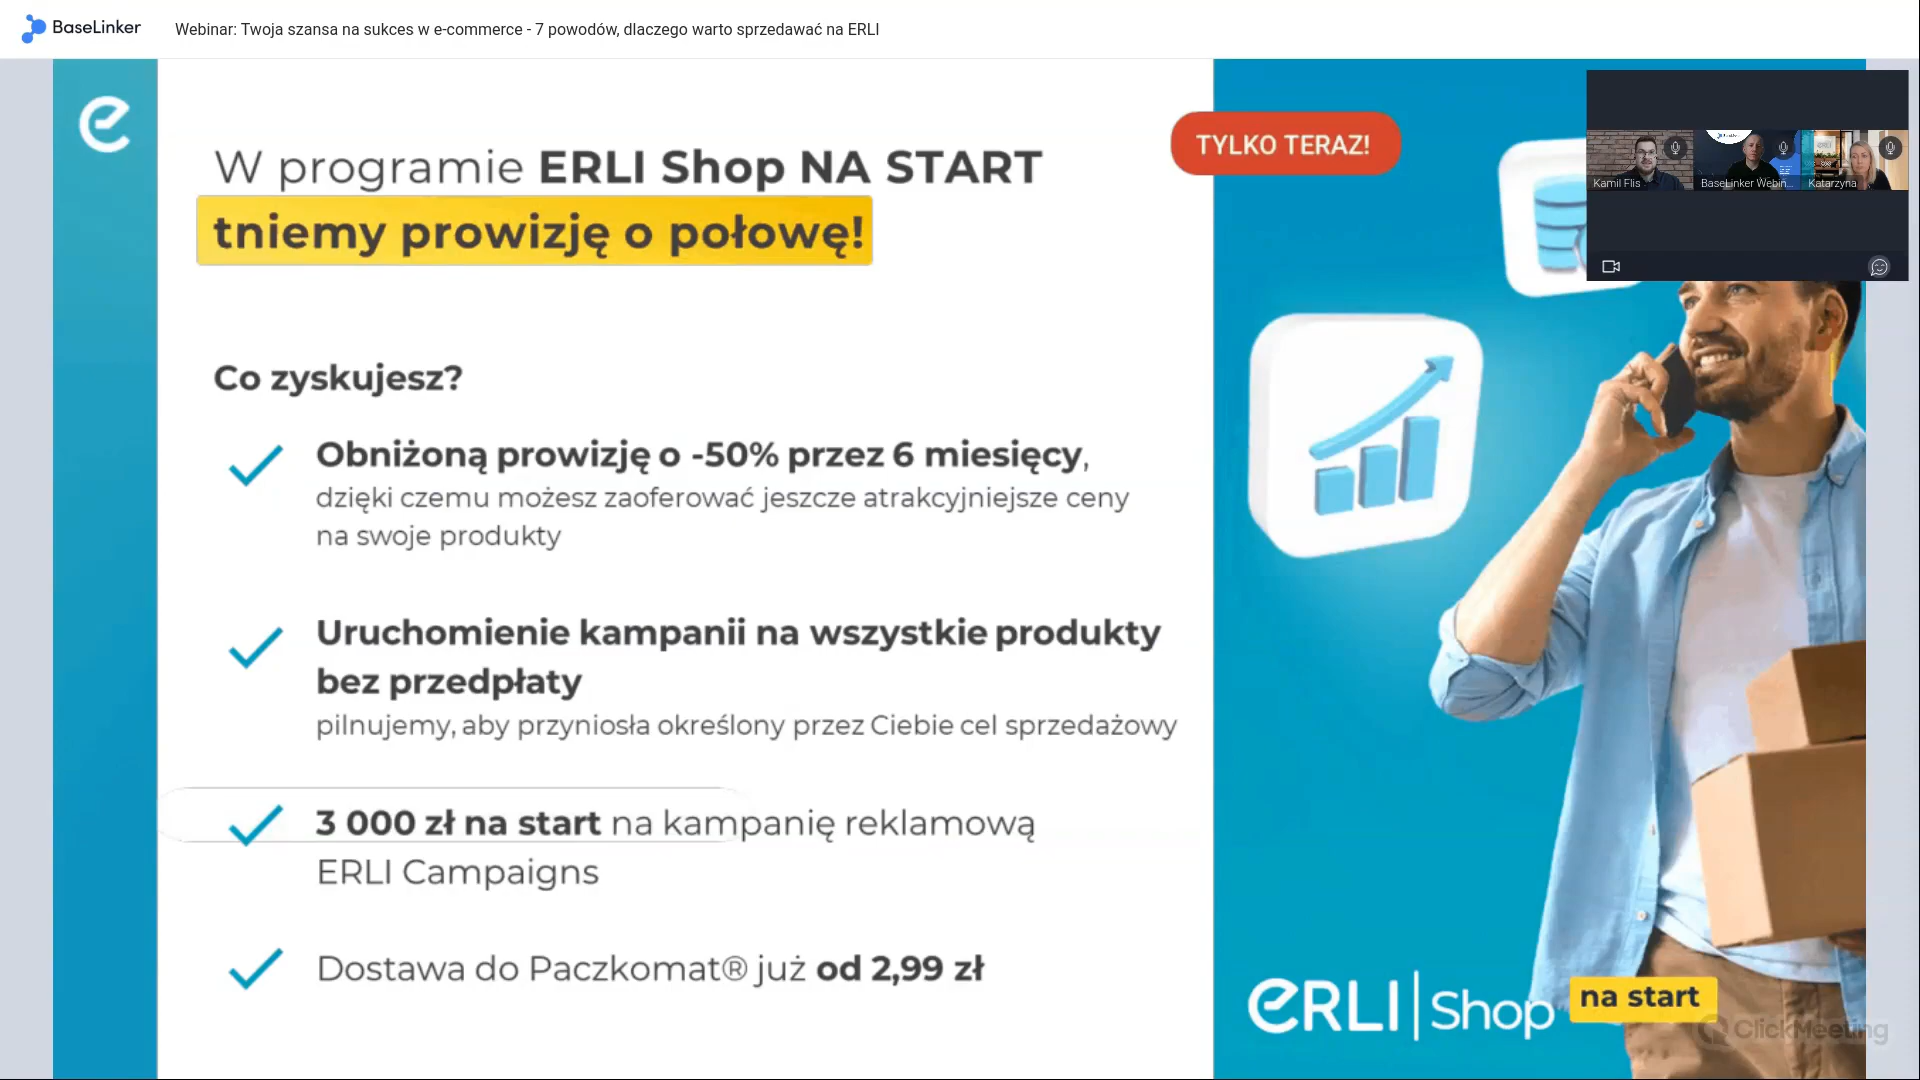 BaseLinker
Webinar: Twoja szansa na sukces w e-commerce - 7 powodów, dlaczego warto sprzedawać na ERLI
W programie ERLI Shop NA START
tniemy prowizję o połowę!
TYLKO TERAZ!
Kamil Flis
BaseLinker Webin...
Katarzyna
Co zyskujesz?
Obniżoną prowizję o -50% przez 6 miesięcy,
dzięki czemu możesz zaoferować jeszcze atrakcyjniejsze ceny
na swoje produkty
Uruchomienie kampanii na wszystkie produkty
bez przedpłaty
pilnujemy, aby przyniosła określony przez Ciebie cel sprzedażowy
3 000 zł na start na kampanię reklamową
ERLI Campaigns
Dostawa do Paczkomat® już od 2,99 zł
eRLI | Shop
na start
ClickMeeting